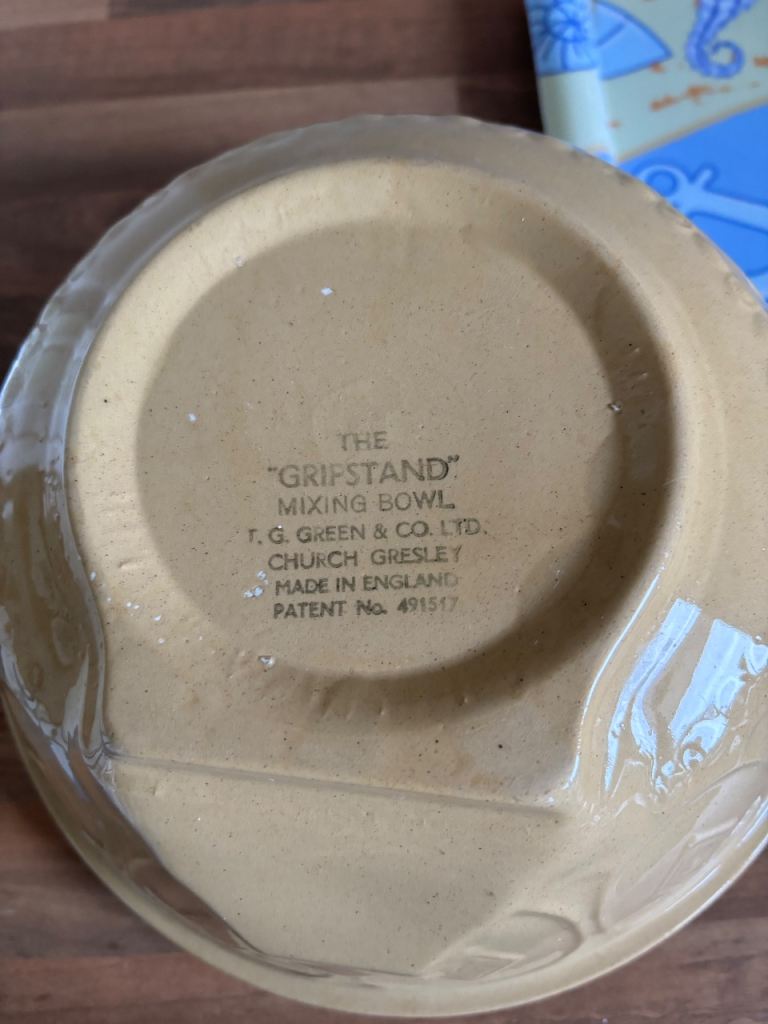 THE
"GRIPSTAND"
MIXING BOWL
T. G. GREEN & CO. LTD.
CHURCH GRESLEY
MADE IN ENGLAND
PATENT No. 491517